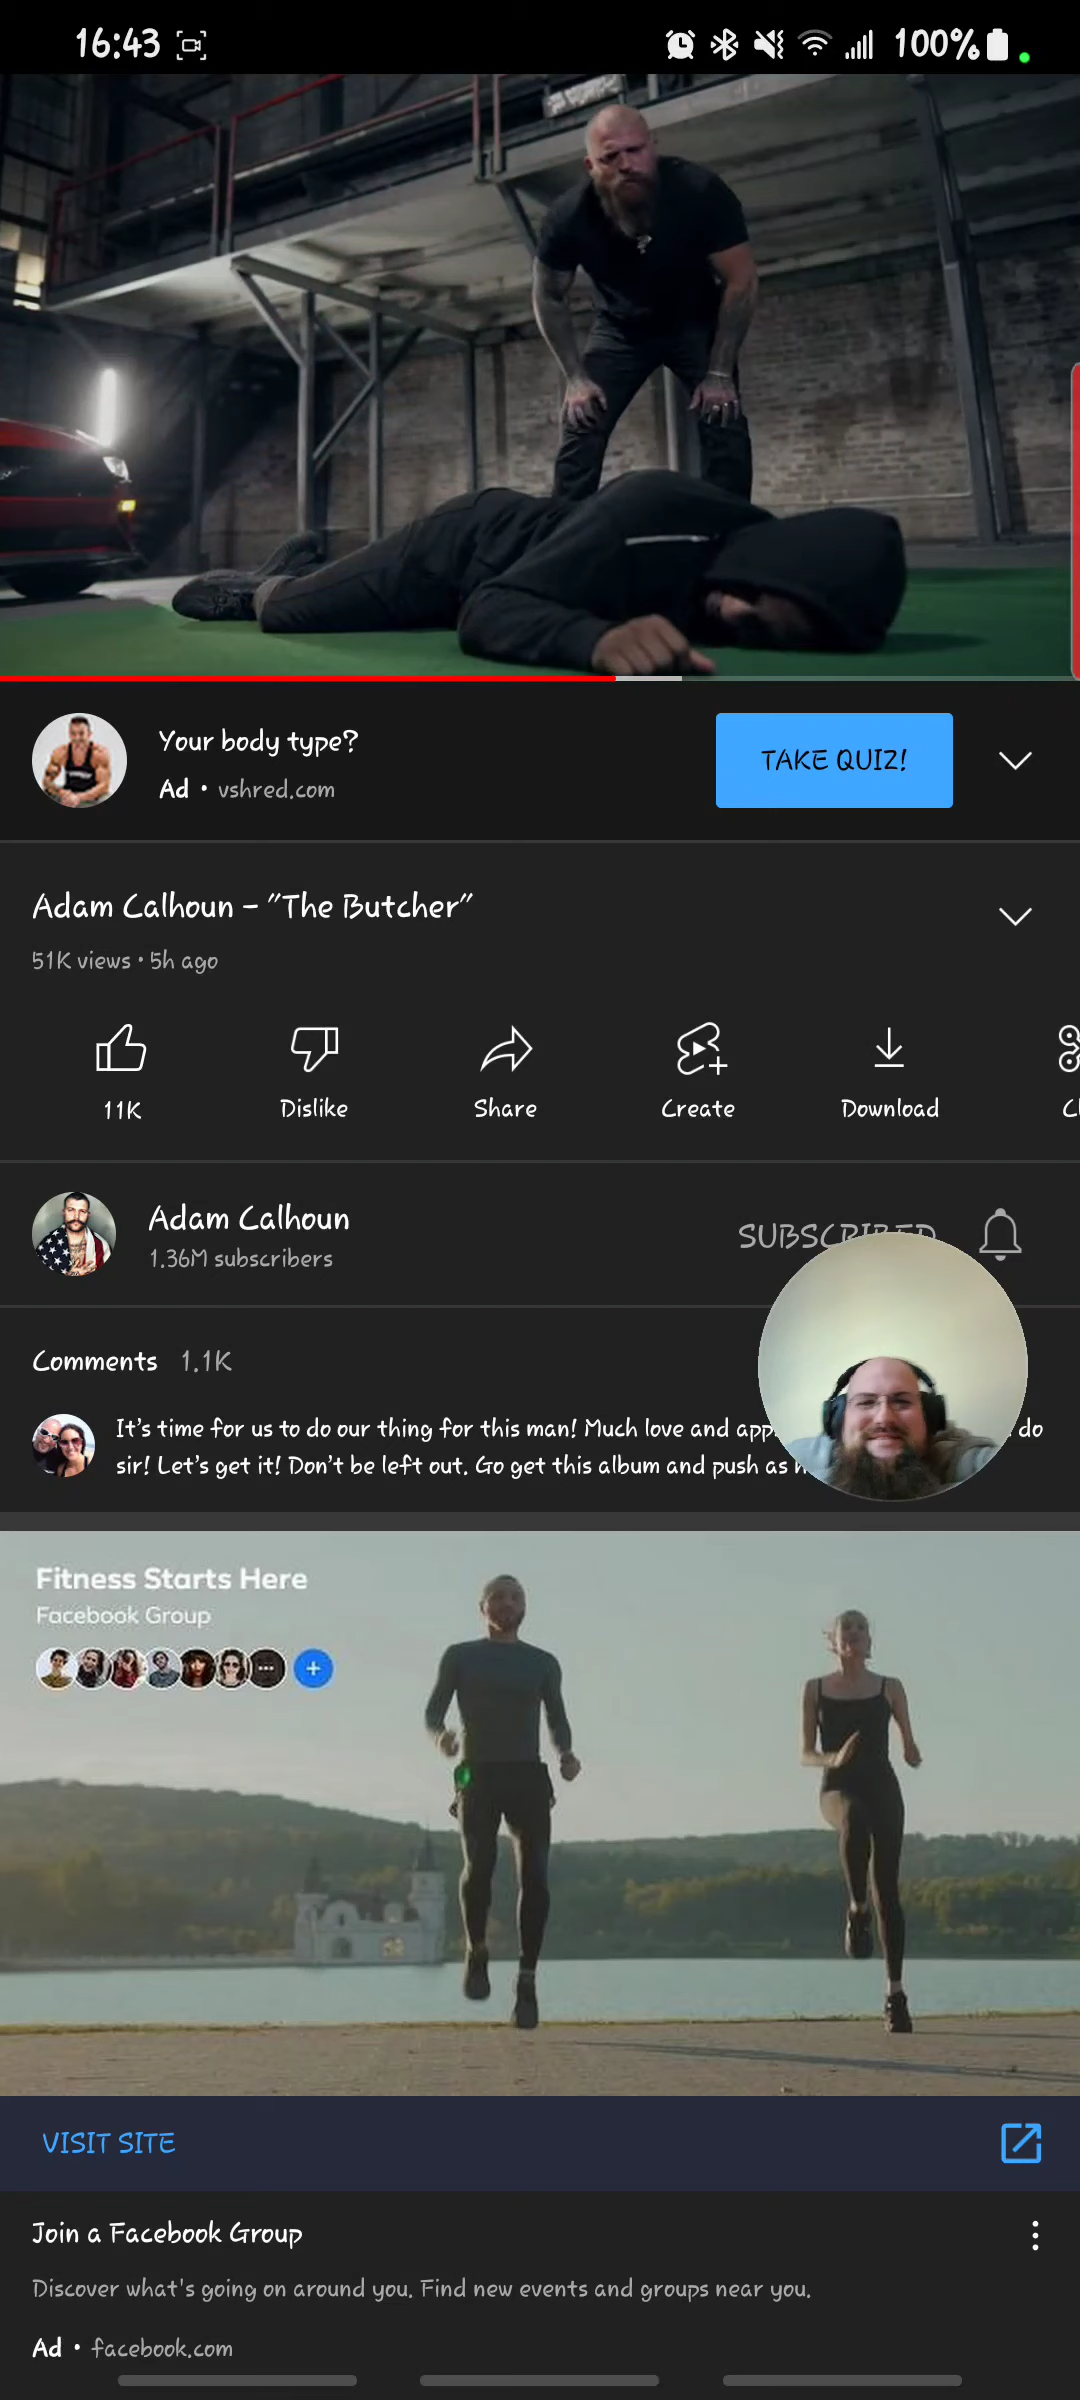 16:43
100%
Your body type?
Ad • vshred.com
TAKE QUIZ!
Adam Calhoun - "The Butcher"
51K views • 5h ago
11K
Dislike
Share
Create
Download
Adam Calhoun
1.36M subscribers
SUBSCRIBED
Comments 1.1K
It's time for us to do our thing for this man! Much love and do
sir! Let's get it! Don't be left out. Go get this album and push as
Fitness Starts Here
Facebook Group
VISIT SITE
Join a Facebook Group
Discover what's going on around you. Find new events and groups near you.
Ad • facebook.com